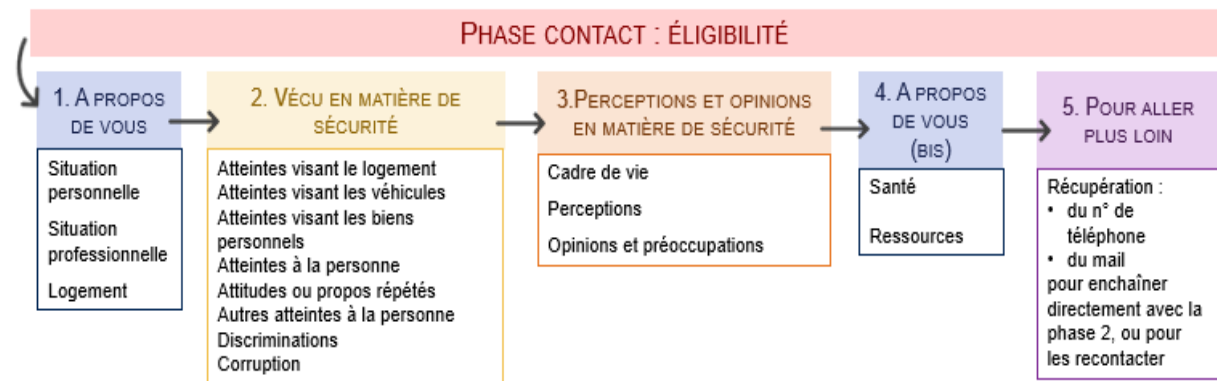 PHASE CONTACT : ÉLIGIBILITÉ
1. A PROPOS
DE VOUS
Situation
personnelle
Situation
professionnelle
Logement
2. VÉCU EN MATIÈRE DE
SÉCURITÉ
Atteintes visant le logement
Atteintes visant les véhicules
Atteintes visant les biens
personnels
Atteintes à la personne
Attitudes ou propos répétés
Autres atteintes à la personne
Discriminations
Corruption
3.PERCEPTIONS ET OPINIONS
EN MATIÈRE DE SÉCURITÉ
Cadre de vie
Perceptions
Opinions et préoccupations
4. A PROPOS
DE VOUS
(BIS)
Santé
Ressources
5. POUR ALLER
PLUS LOIN
Récupération :
• du n° de
téléphone
• du mail
pour enchaîner
directement avec la
phase 2, ou pour
les recontacter